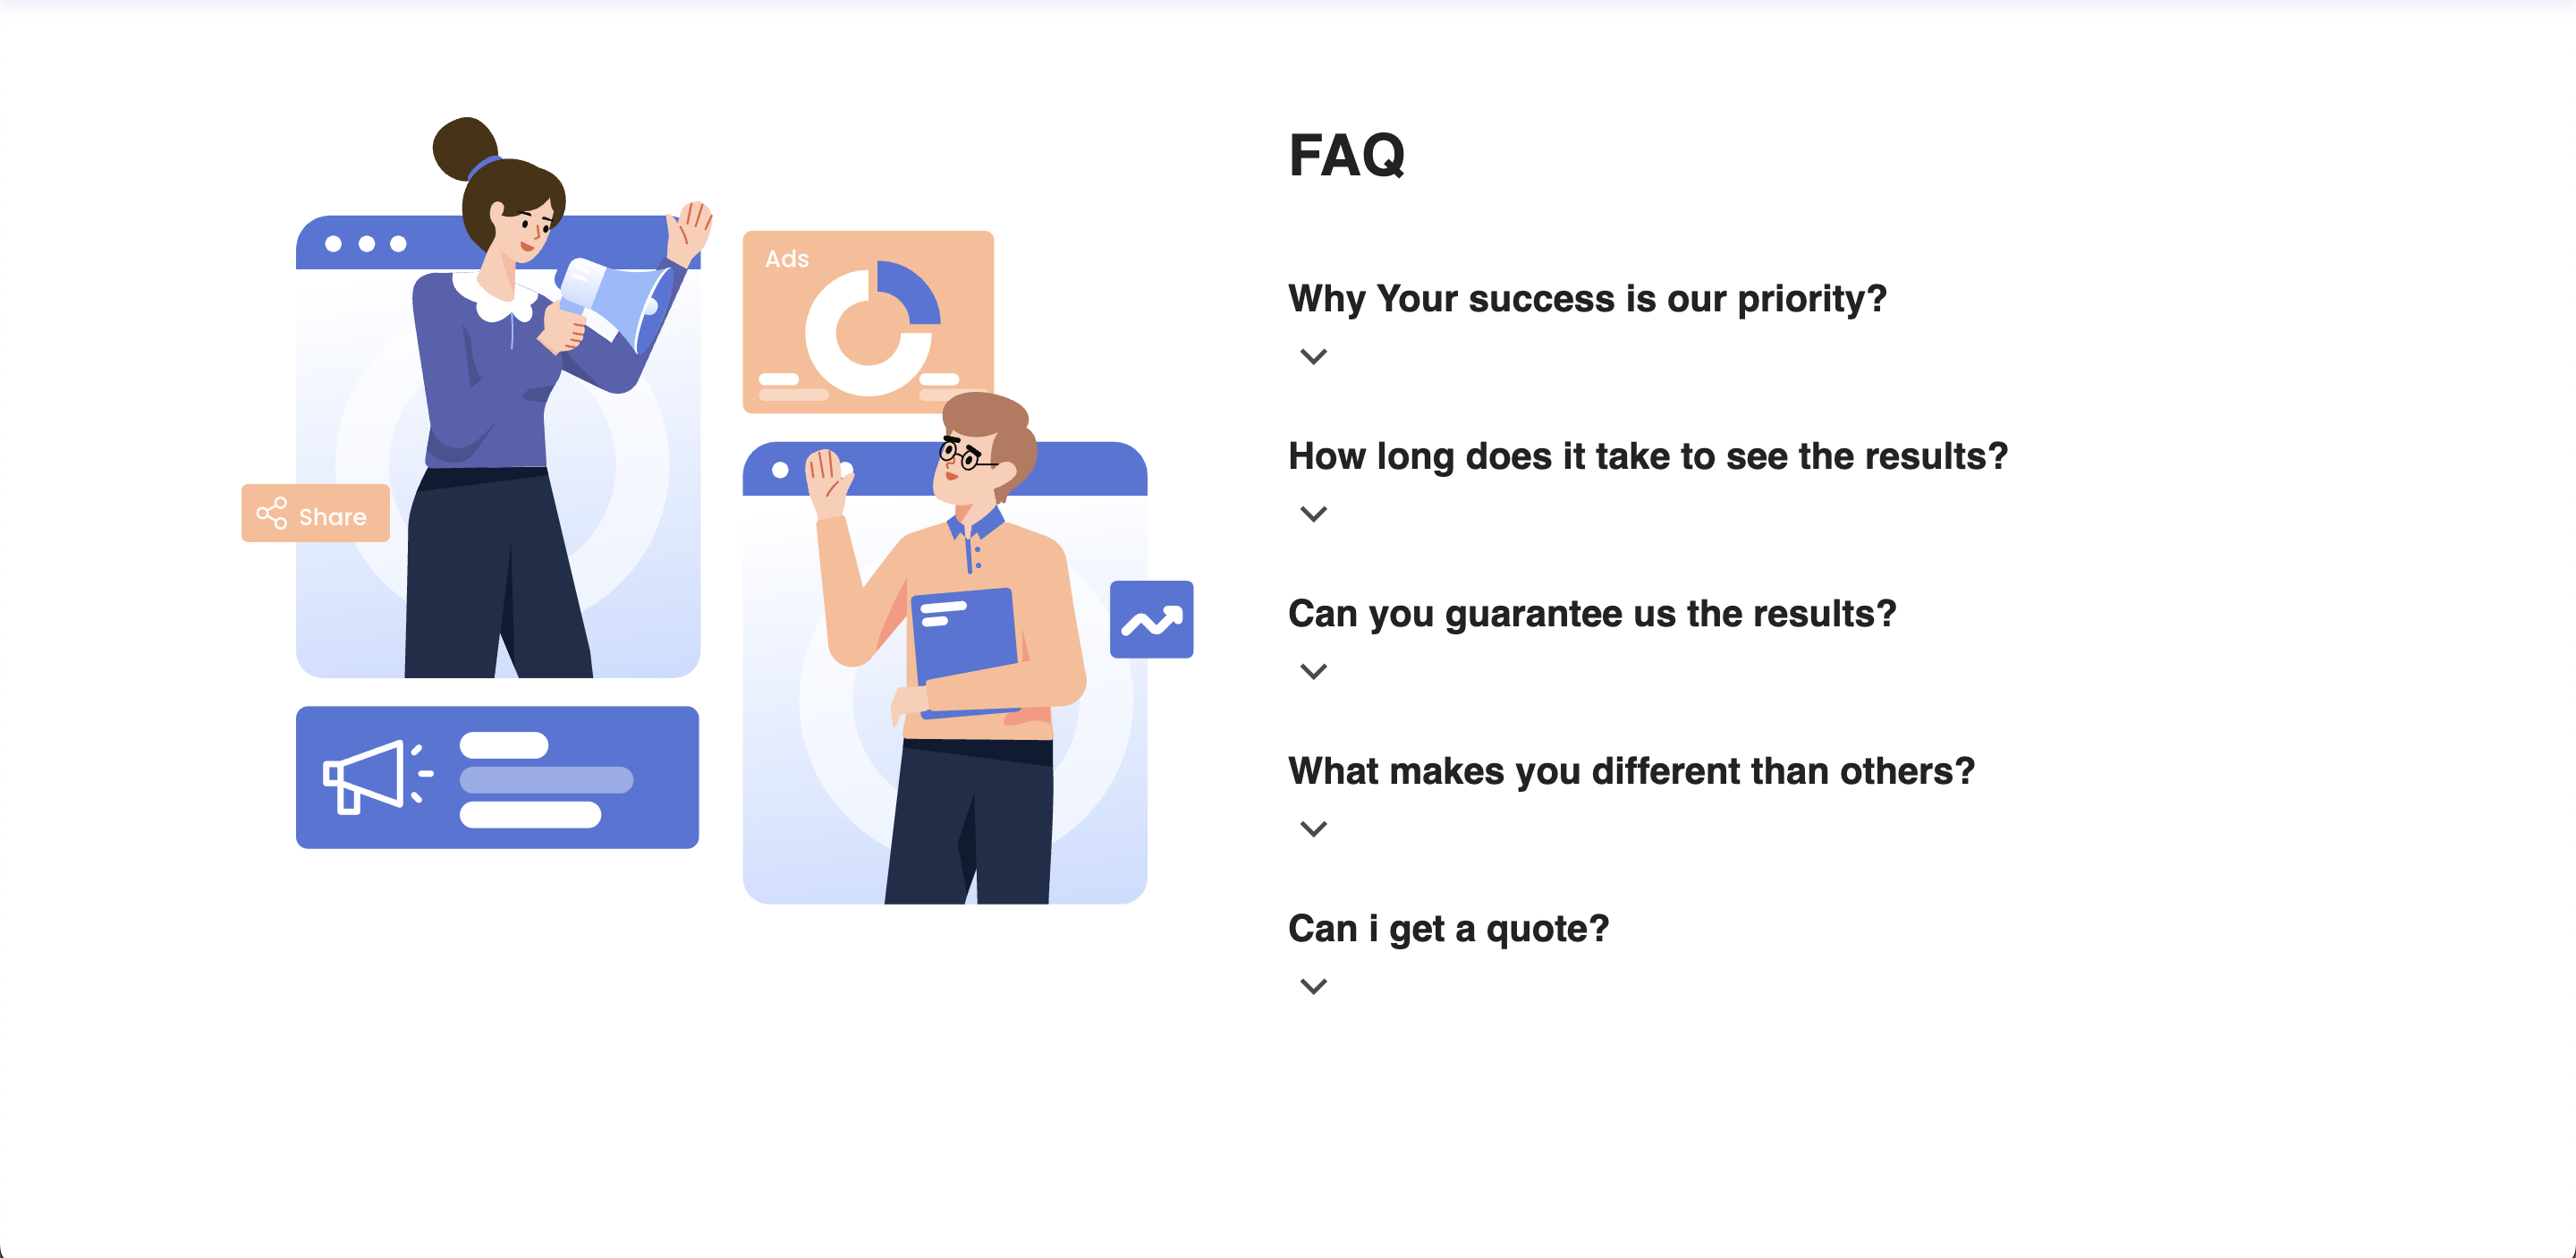 Ads
Share
FAQ
Why Your success is our priority?
How long does it take to see the results?
Can you guarantee us the results?
What makes you different than others?
Can i get a quote?